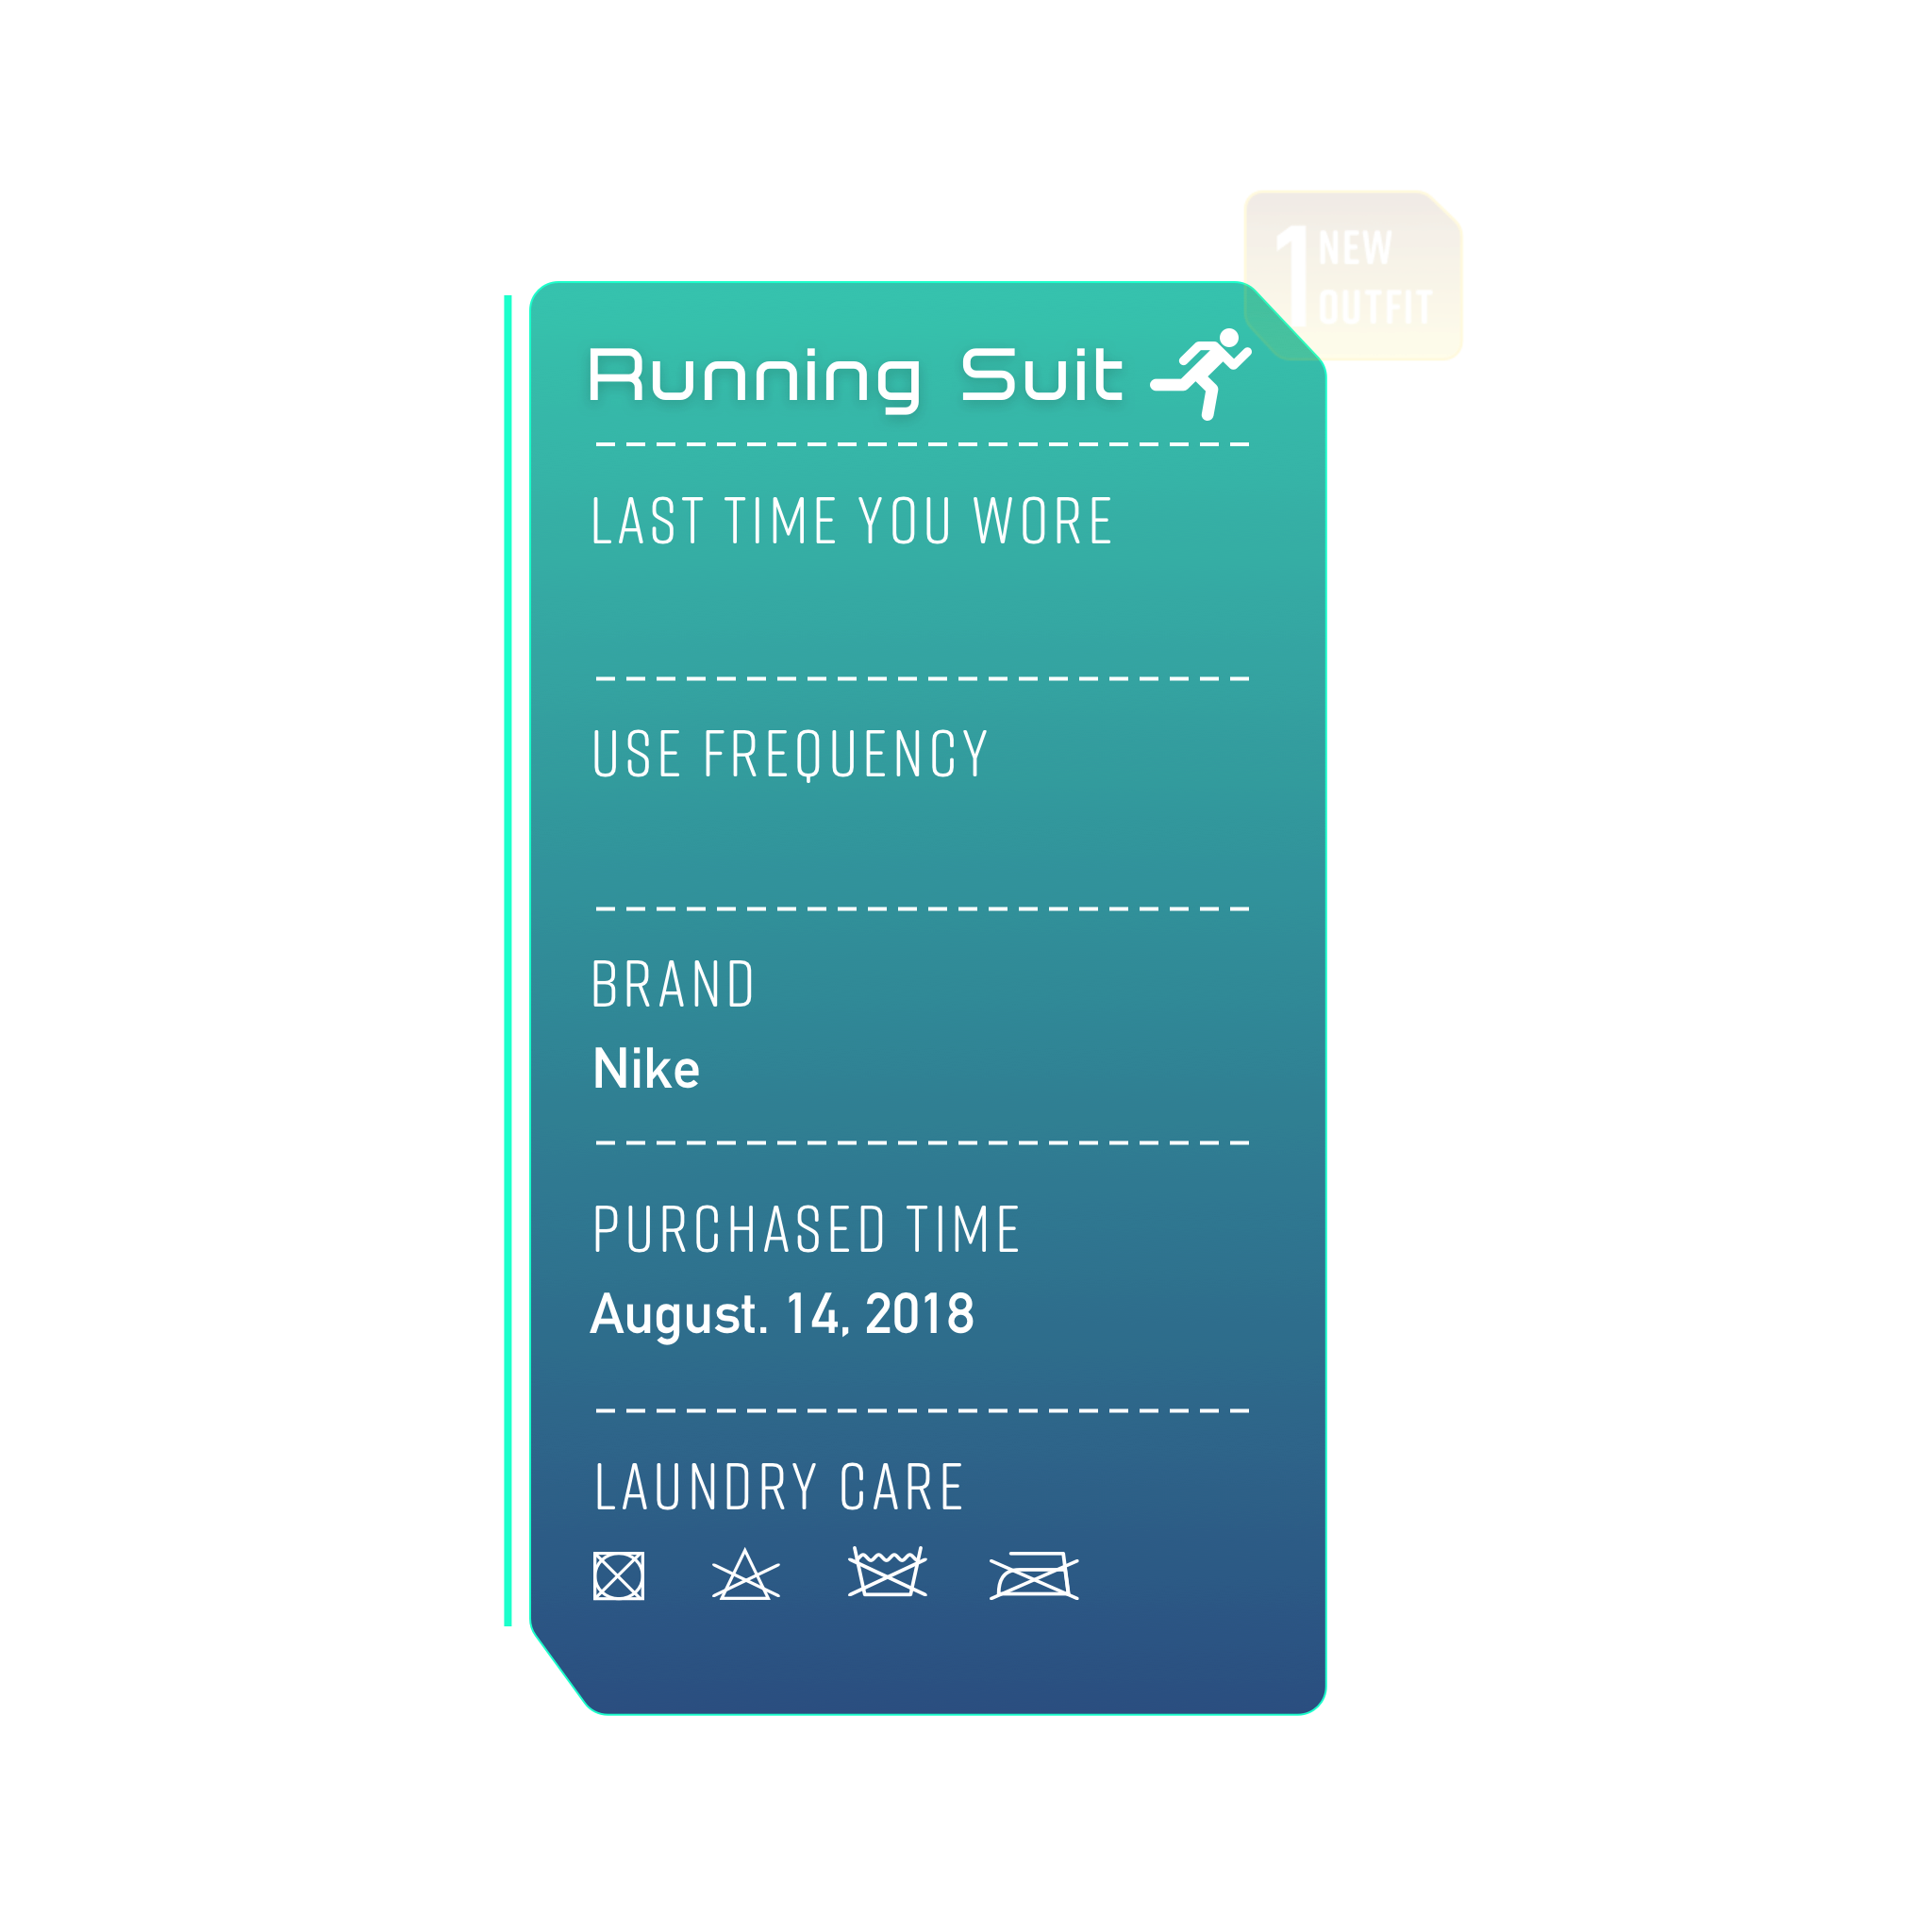 1 NEW
OUTFIT
Running Suit
LAST TIME YOU WORE
USE FREQUENCY
BRAND
Nike
PURCHASED TIME
August. 14, 2018
LAUNDRY CARE